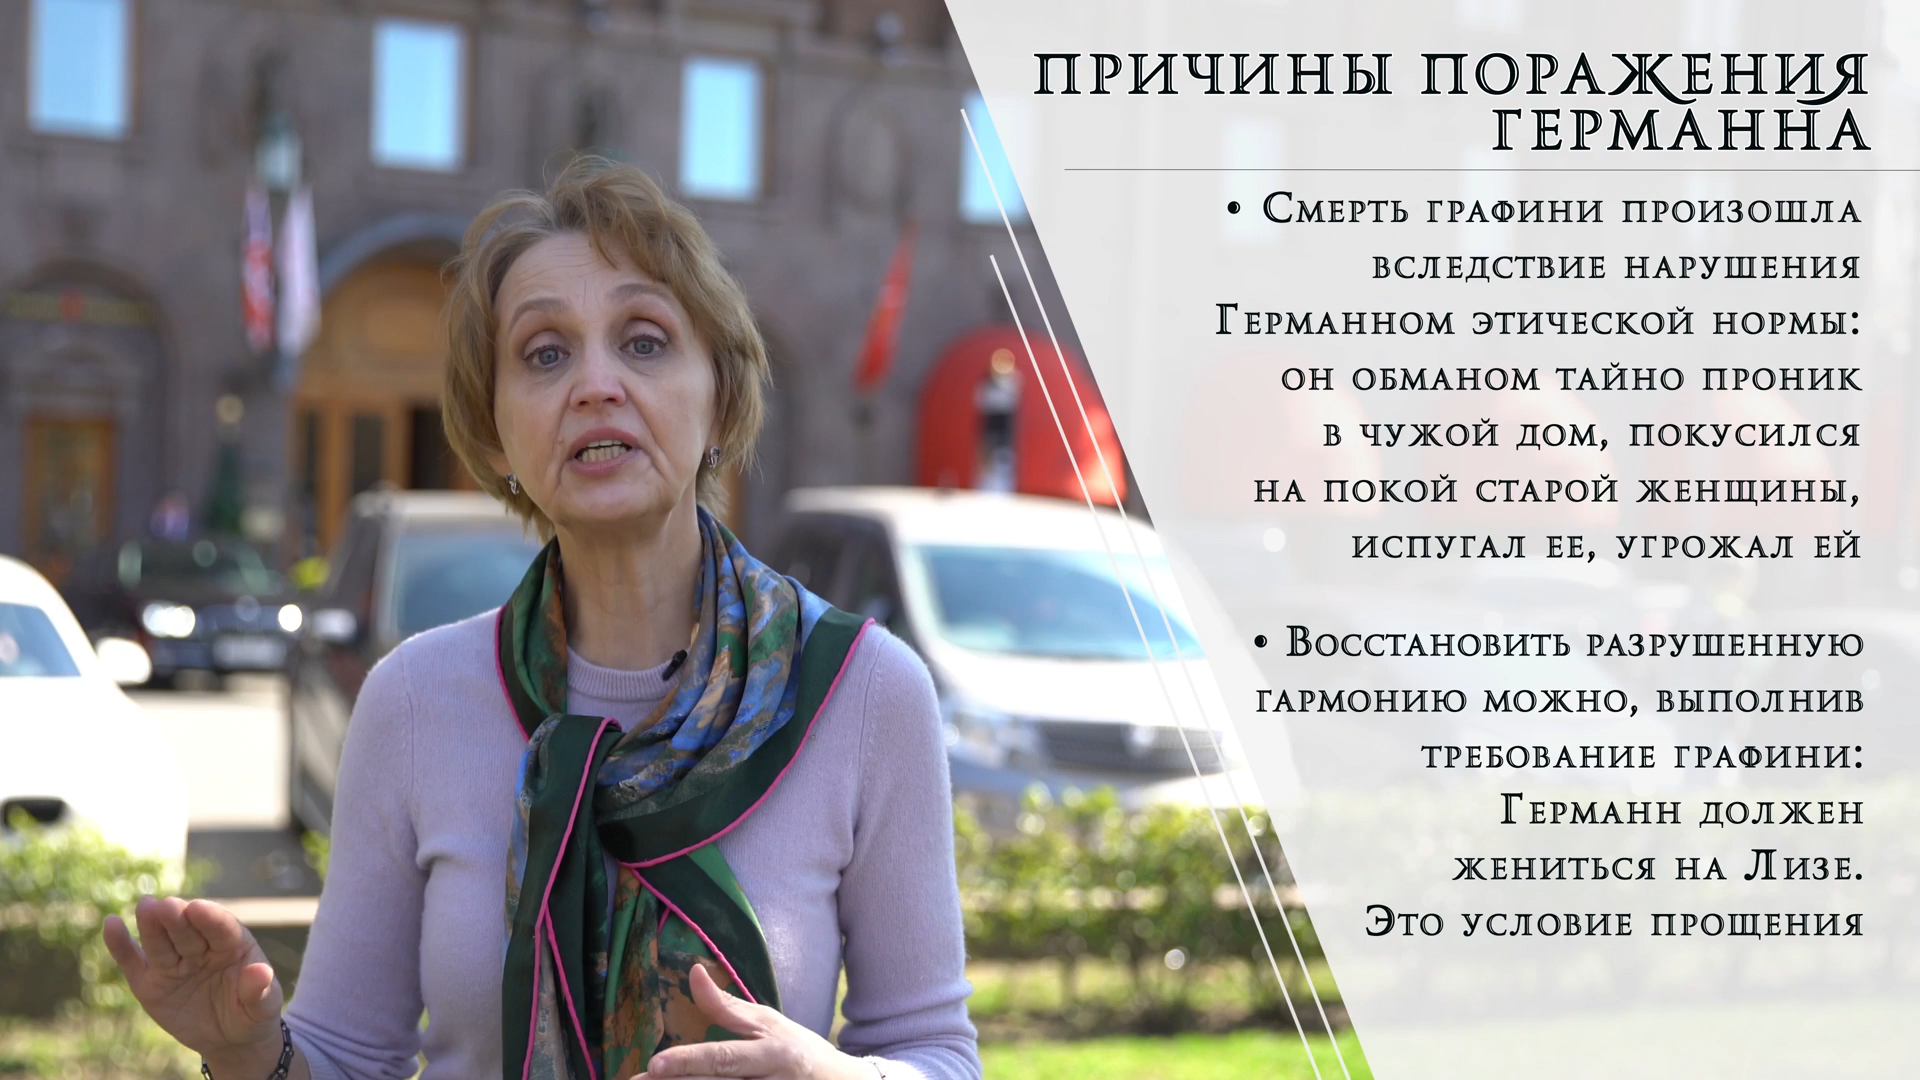 ПРИЧИНЫ ПОРАЖЕНИЯ
ГЕРМАННА
• Смерть графини произошла
вследствие нарушения
Германном этической нормы:
он обманом тайно проник
в чужой дом, покусился
на покой старой женщины,
испугал ее, угрожал ей
• Восстановить разрушенную
гармонию можно, выполнив
требование графини:
Германн должен
жениться на Лизе.
Это условие прощения